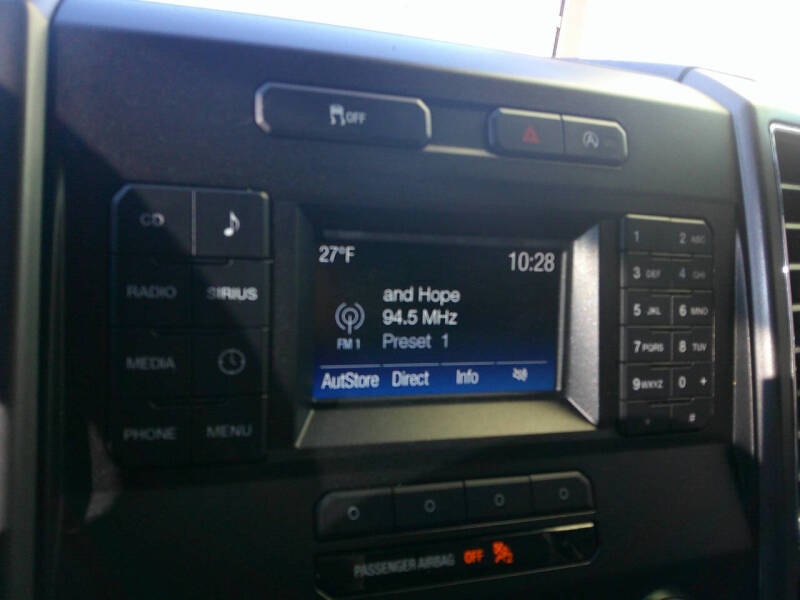 OFF
CD
RADIO SIRIUS
MEDIA
PHONE MENU
27°F 10:28
and Hope
94.5 MHz
FM 1 Preset 1
AutStore Direct Info
1 2 ABC
3 DEF 4 GHI
5 JKL 6 MNO
7 PQRS 8 TUV
9 WXYZ 0 +
* #
PASSENGER AIRBAG OFF